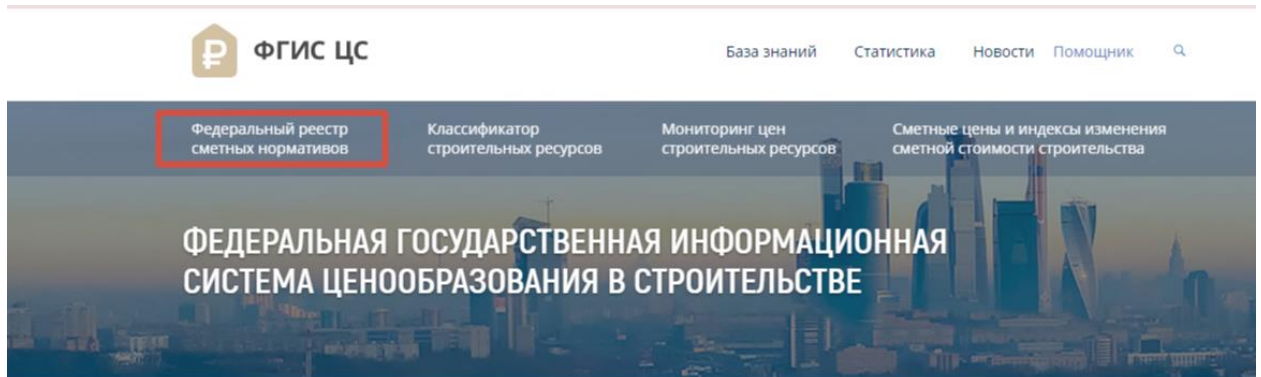 ФГИС ЦС
База знаний Статистика Новости Помощник
Федеральный реестр
сметных нормативов
Классификатор
строительных ресурсов
Мониторинг цен
строительных ресурсов
Сметные цены и индексы изменения
сметной стоимости строительства
ФЕДЕРАЛЬНАЯ ГОСУДАРСТВЕННАЯ ИНФОРМАЦИОННАЯ
СИСТЕМА ЦЕНООБРАЗОВАНИЯ В СТРОИТЕЛЬСТВЕ